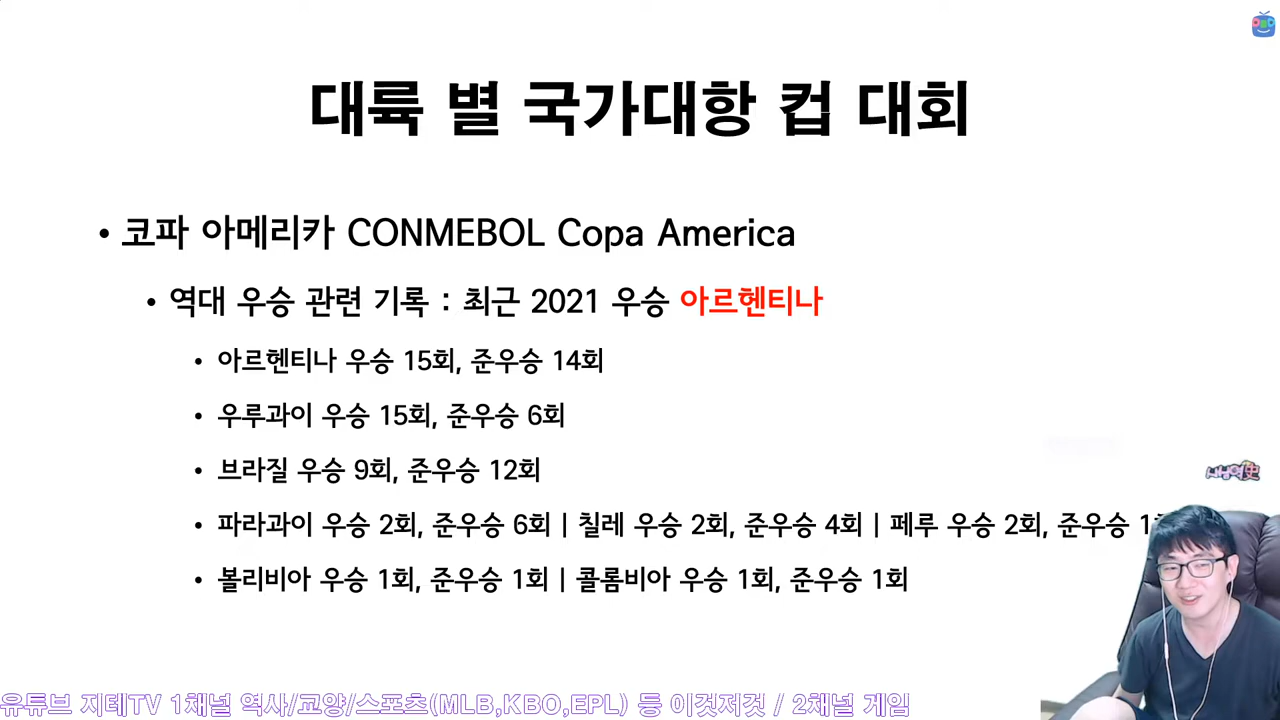 대륙 별 국가대항 컵 대회
• 코파 아메리카 CONMEBOL Copa America
• 역대 우승 관련 기록 : 최근 2021 우승 아르헨티나
• 아르헨티나 우승 15회, 준우승 14회
• 우루과이 우승 15회, 준우승 6회
• 브라질 우승 9회, 준우승 12회
• 파라과이 우승 2회, 준우승 6회 | 칠레 우승 2회, 준우승 4회 | 페루 우승 2회, 준우승
• 볼리비아 우승 1회, 준우승 1회 | 콜롬비아 우승 1회, 준우승 1회
유튜브 지테TV 1채널 역사/교양/스포츠(MLB,KBO,EPL) 등 이것저것 / 2채널 게임